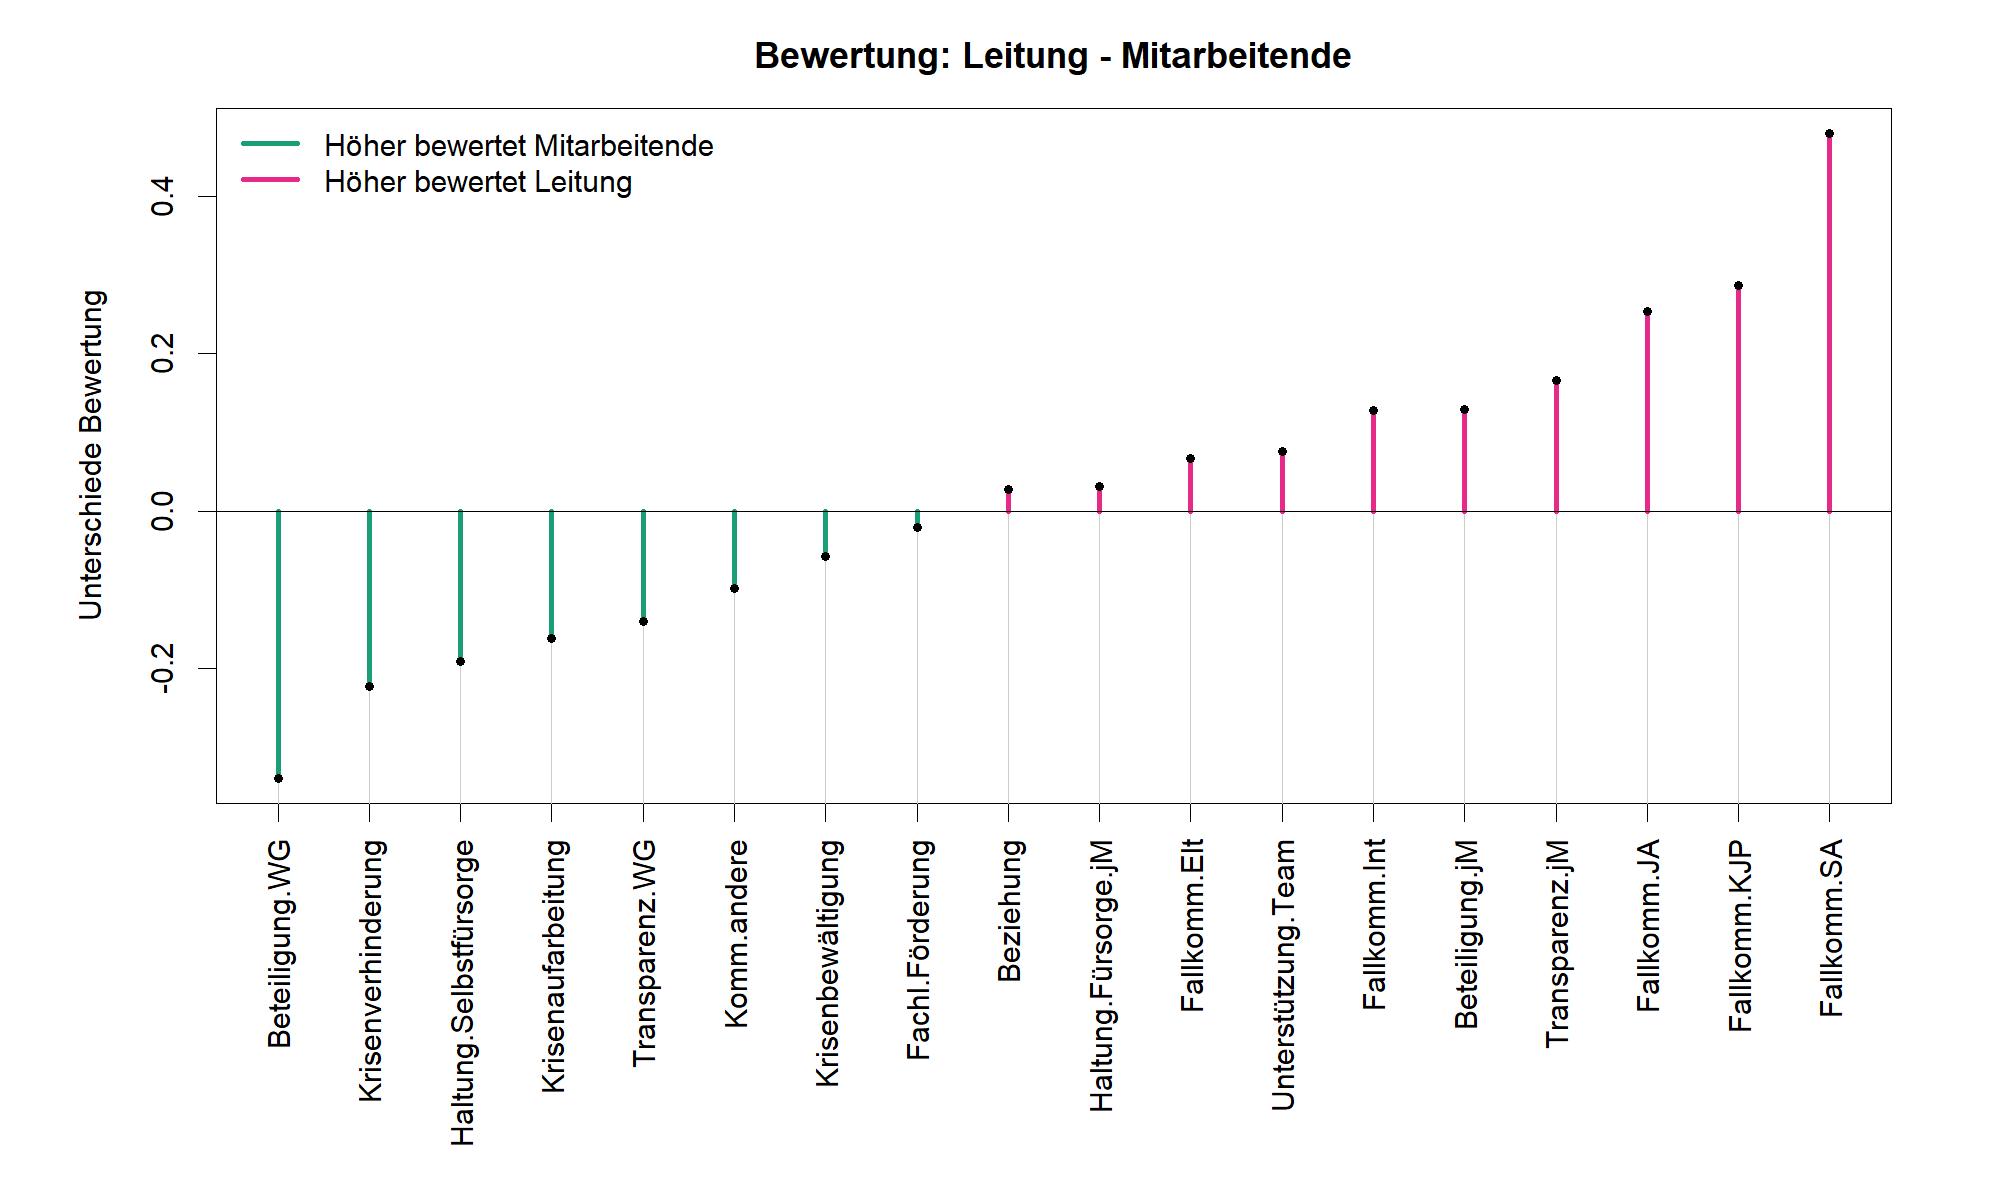 Bewertung: Leitung - Mitarbeitende
Höher bewertet Mitarbeitende
Höher bewertet Leitung
Unterschiede Bewertung
0.4
0.2
0.0
-0.2
Beteiligung.WG
Krisenverhinderung
Haltung.Selbstfürsorge
Krisenaufarbeitung
Transparenz.WG
Komm.andere
Krisenbewältigung
Fachl.Förderung
Beziehung
Haltung.Fürsorge.jM
Fallkomm.Elt
Unterstützung.Team
Fallkomm.Int
Beteiligung.jM
Transparenz.jM
Fallkomm.JA
Fallkomm.KJP
Fallkomm.SA